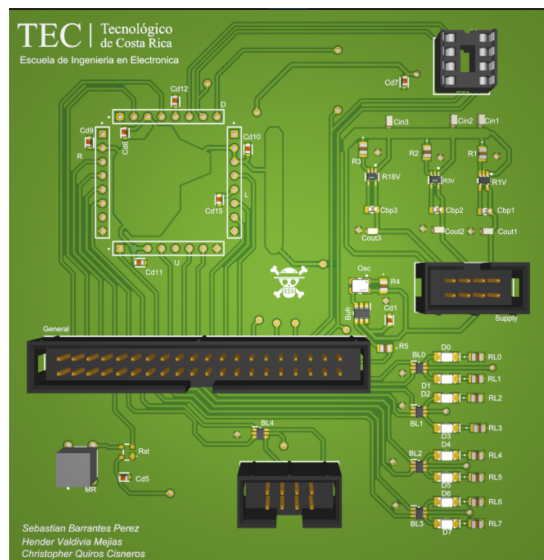 TEC | Tecnológico
de Costa Rica
Escuela de Ingenieria en Electronica
Cd12
D
Cd7
Cin3
Cin2
Cin1
Cd9
Cd8
Cd10
R
R3
R2
R1
R18V
R3V
R1V
L
Cd15
Cbp3
Cbp2
Cbp1
Cout3
Cout2
Cout1
U
Cd11
Osc
R4
Bufr
Cd1
Supply
General
R5
BL0
D0
RL0
D1
RL1
D2
RL2
BL1
D3
RL3
BL4
D4
RL4
BL2
Rst
D5
RL5
MR
Cd5
D6
RL6
BL3
D7
RL7
Sebastian Barrantes Perez
Hender Valdivia Mejias
Christopher Quiros Cisneros